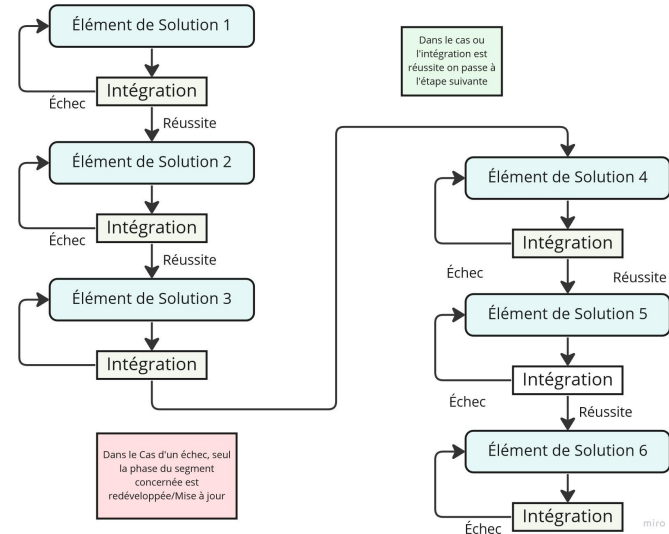 Élément de Solution 1
Intégration
Échec
Réussite
Élément de Solution 2
Intégration
Échec
Réussite
Élément de Solution 3
Intégration
Dans le Cas d'un échec, seul
la phase du segment
concernée est
redéveloppée/Mise à jour
Dans le cas ou
l'intégration est
réussite on passe à
l'étape suivante
Élément de Solution 4
Intégration
Échec
Réussite
Élément de Solution 5
Intégration
Échec
Réussite
Élément de Solution 6
Intégration
Échec
miro